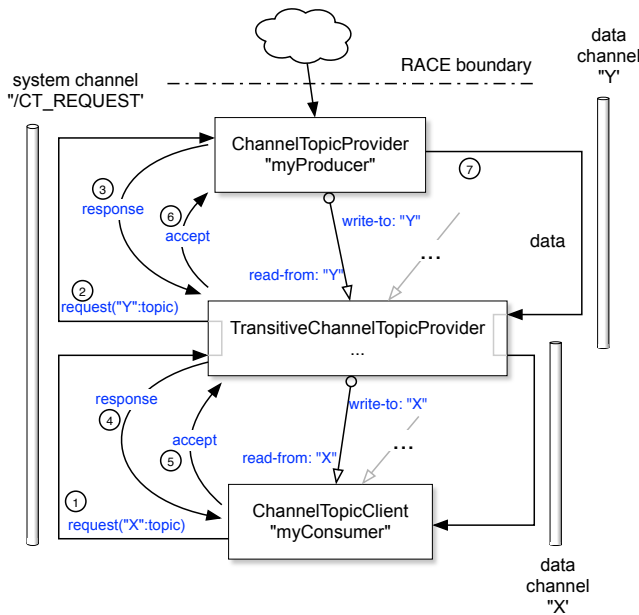 data
channel
"Y'
RACE boundary
system channel
"/CT_REQUEST'
ChannelTopicProvider
"myProducer"
7
3
response
6
accept
write-to: "Y"
...
data
read-from: "Y"
2
request("Y":topic)
TransitiveChannelTopicProvider
...
response
4
accept
5
write-to: "X"
...
read-from: "X"
1
request("X":topic)
ChannelTopicClient
"myConsumer"
data
channel
"X'